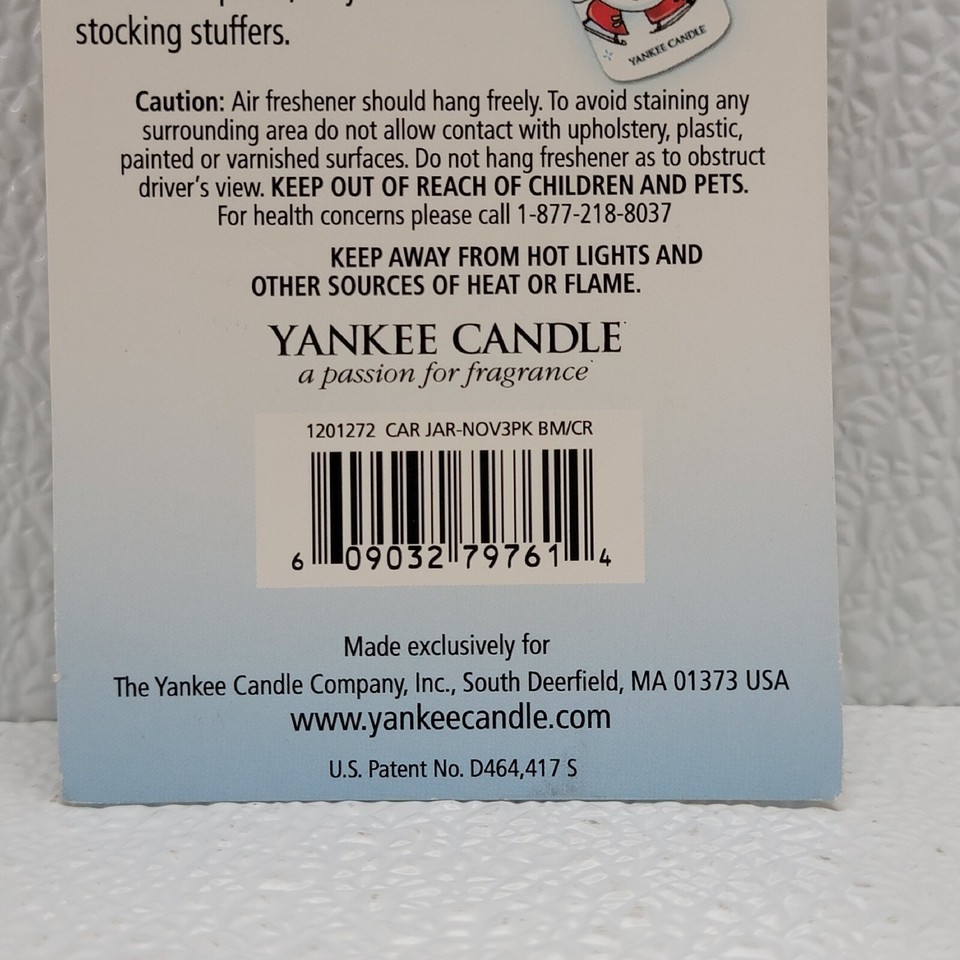 stocking stuffers.
YANKEE CANDLE
Caution: Air freshener should hang freely. To avoid staining any
surrounding area do not allow contact with upholstery, plastic,
painted or varnished surfaces. Do not hang freshener as to obstruct
driver's view. KEEP OUT OF REACH OF CHILDREN AND PETS.
For health concerns please call 1-877-218-8037
KEEP AWAY FROM HOT LIGHTS AND
OTHER SOURCES OF HEAT OR FLAME.
YANKEE CANDLE
a passion for fragrance
1201272 CAR JAR-NOV3PK BM/CR
6 09032 79761 4
Made exclusively for
The Yankee Candle Company, Inc., South Deerfield, MA 01373 USA
www.yankeecandle.com
U.S. Patent No. D464,417 S